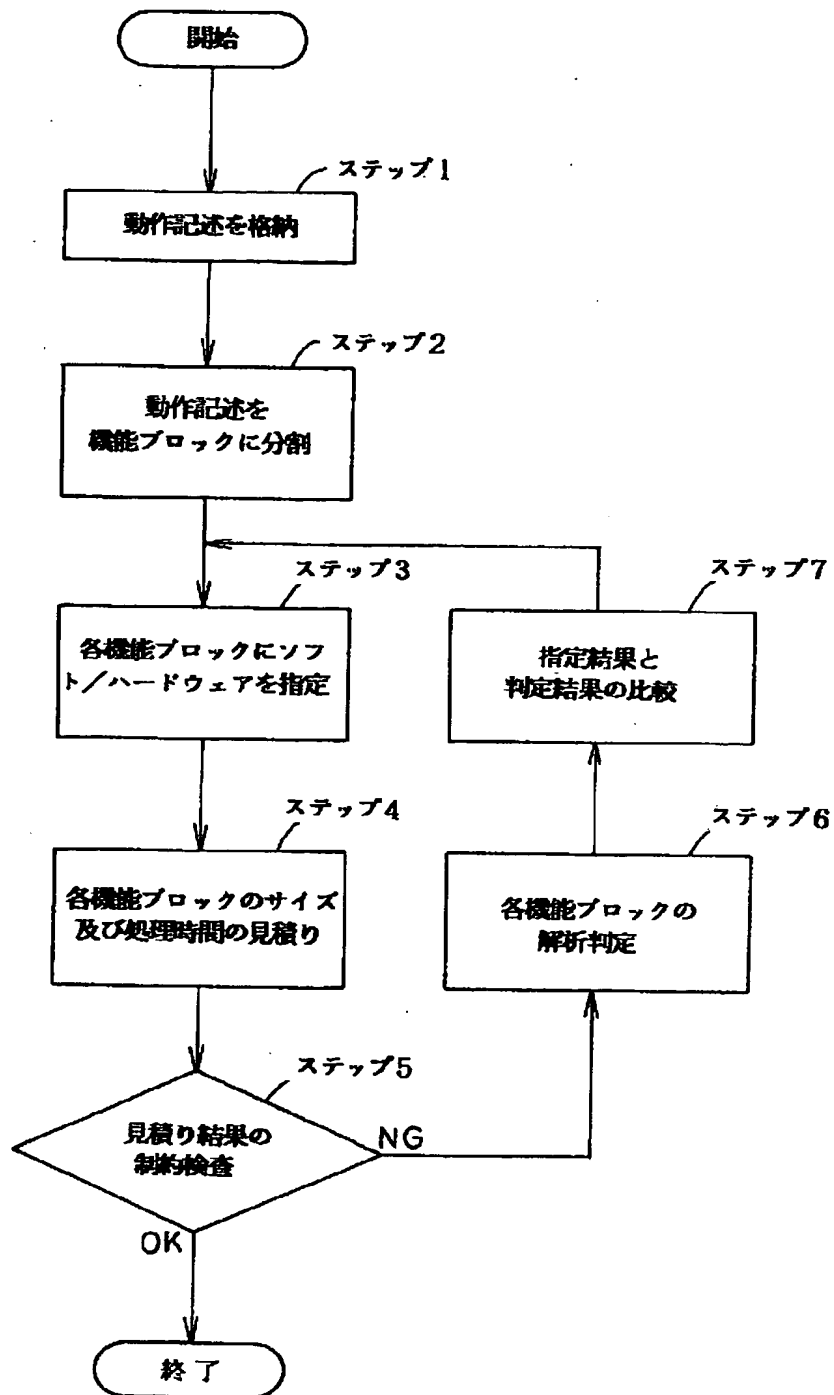 開始
ステップ1
動作記述を格納
ステップ2
動作記述を
機能ブロックに分割
ステップ3
各機能ブロックにソフ
ト／ハードウェアを指定
ステップ4
各機能ブロックのサイズ
及び処理時間の見積り
ステップ5
見積り結果の
制約検査
NG
OK
ステップ6
各機能ブロックの
解析判定
ステップ7
指定結果と
判定結果の比較
終了